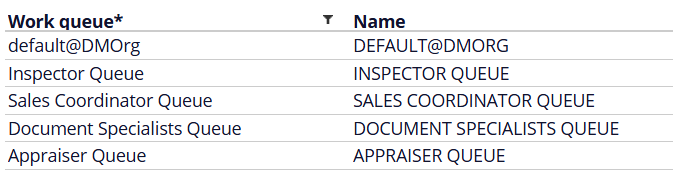 Work queue* Name
default@DMOrg DEFAULT@DMORG
Inspector Queue INSPECTOR QUEUE
Sales Coordinator Queue SALES COORDINATOR QUEUE
Document Specialists Queue DOCUMENT SPECIALISTS QUEUE
Appraiser Queue APPRAISER QUEUE